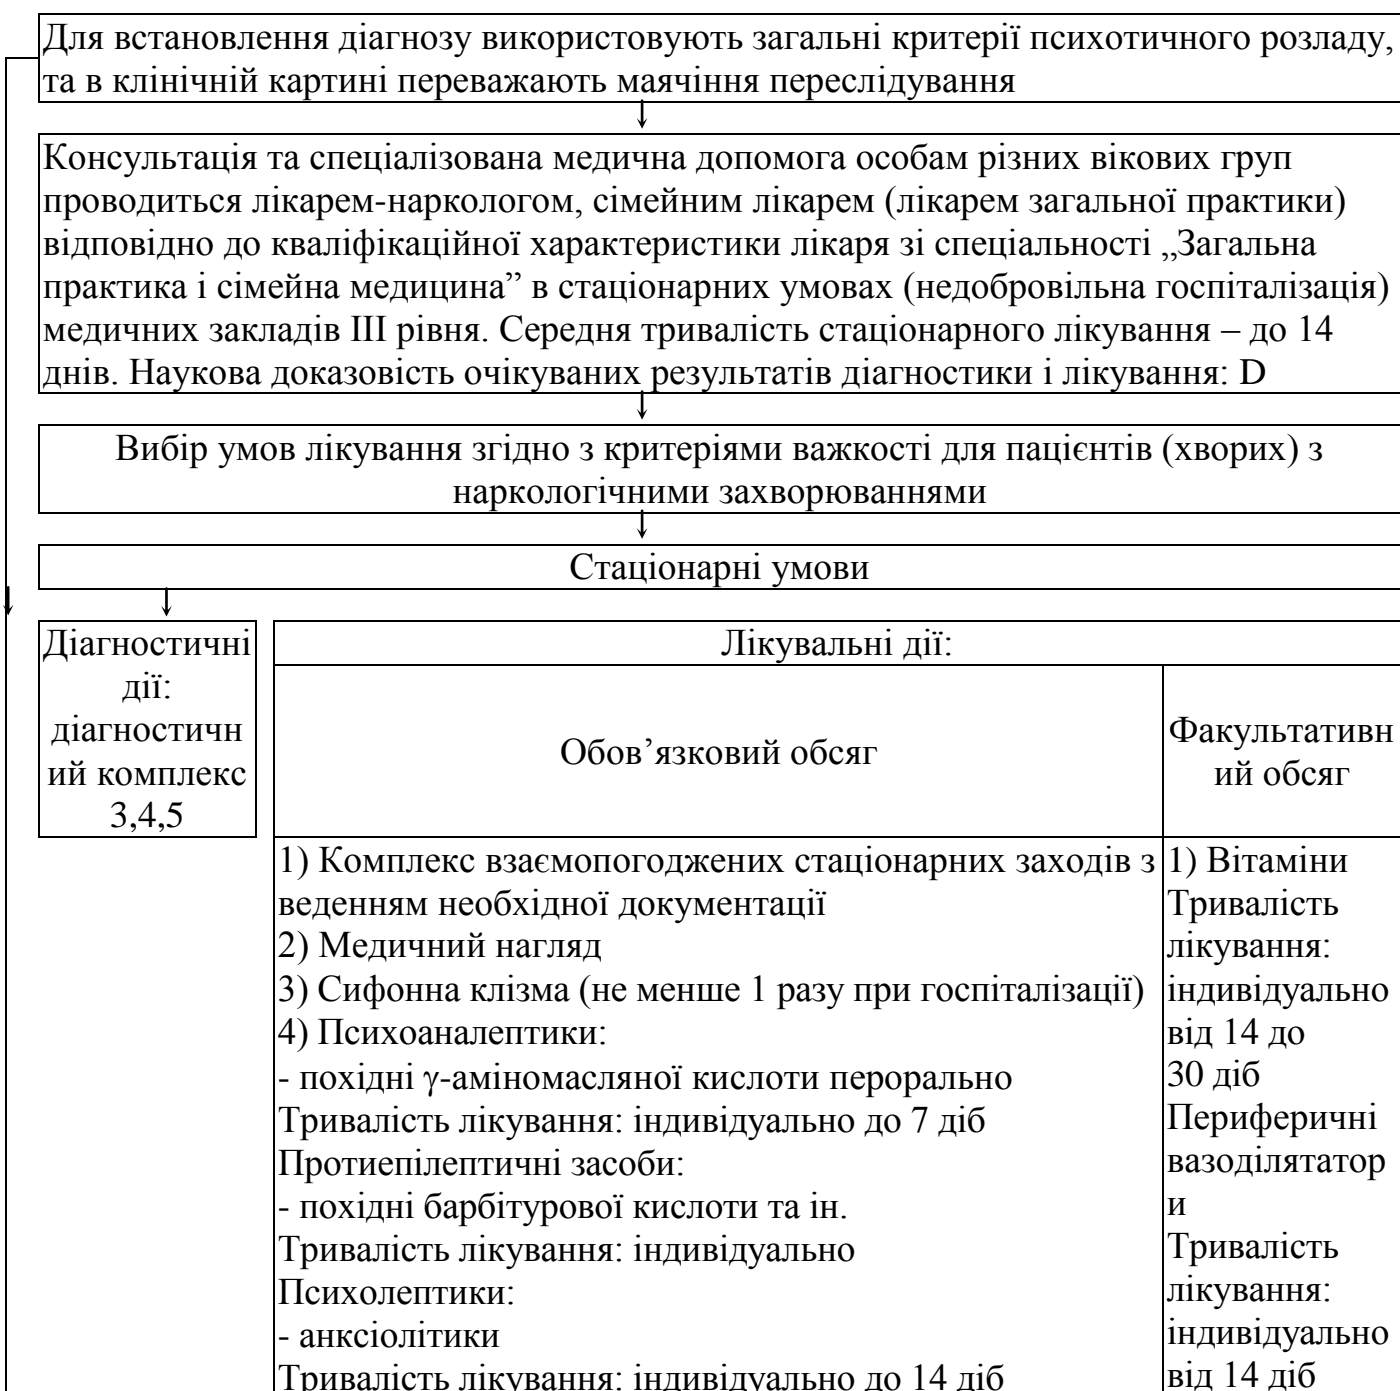 Для встановлення діагнозу використовують загальні критерії психотичного розладу,
та в клінічній картині переважають маячіння переслідування
Консультація та спеціалізована медична допомога особам різних вікових груп
проводиться лікарем-наркологом, сімейним лікарем (лікарем загальної практики)
відповідно до кваліфікаційної характеристики лікаря зі спеціальності „Загальна
практика і сімейна медицина” в стаціонарних умовах (недобровільна госпіталізація)
медичних закладів III рівня. Середня тривалість стаціонарного лікування – до 14
днів. Наукова доказовість очікуваних результатів діагностики і лікування: D
Вибір умов лікування згідно з критеріями важкості для пацієнтів (хворих) з
наркологічними захворюваннями
Стаціонарні умови
Діагностичні
дії:
діагностичн
ий комплекс
3,4,5
Лікувальні дії:
Обов’язковий обсяг
Факультативн
ий обсяг
1) Комплекс взаємопогоджених стаціонарних заходів з
веденням необхідної документації
2) Медичний нагляд
3) Сифонна клізма (не менше 1 разу при госпіталізації)
4) Психоаналептики:
- похідні γ-аміномасляної кислоти перорально
Тривалість лікування: індивідуально до 7 діб
Протиепілептичні засоби:
- похідні барбітурової кислоти та ін.
Тривалість лікування: індивідуально
Психолептики:
- анксіолітики
Тривалість лікування: індивідуально до 14 діб
1) Вітаміни
Тривалість
лікування:
індивідуально
від 14 до
30 діб
Периферичні
вазоділятатор
и
Тривалість
лікування:
індивідуально
від 14 діб